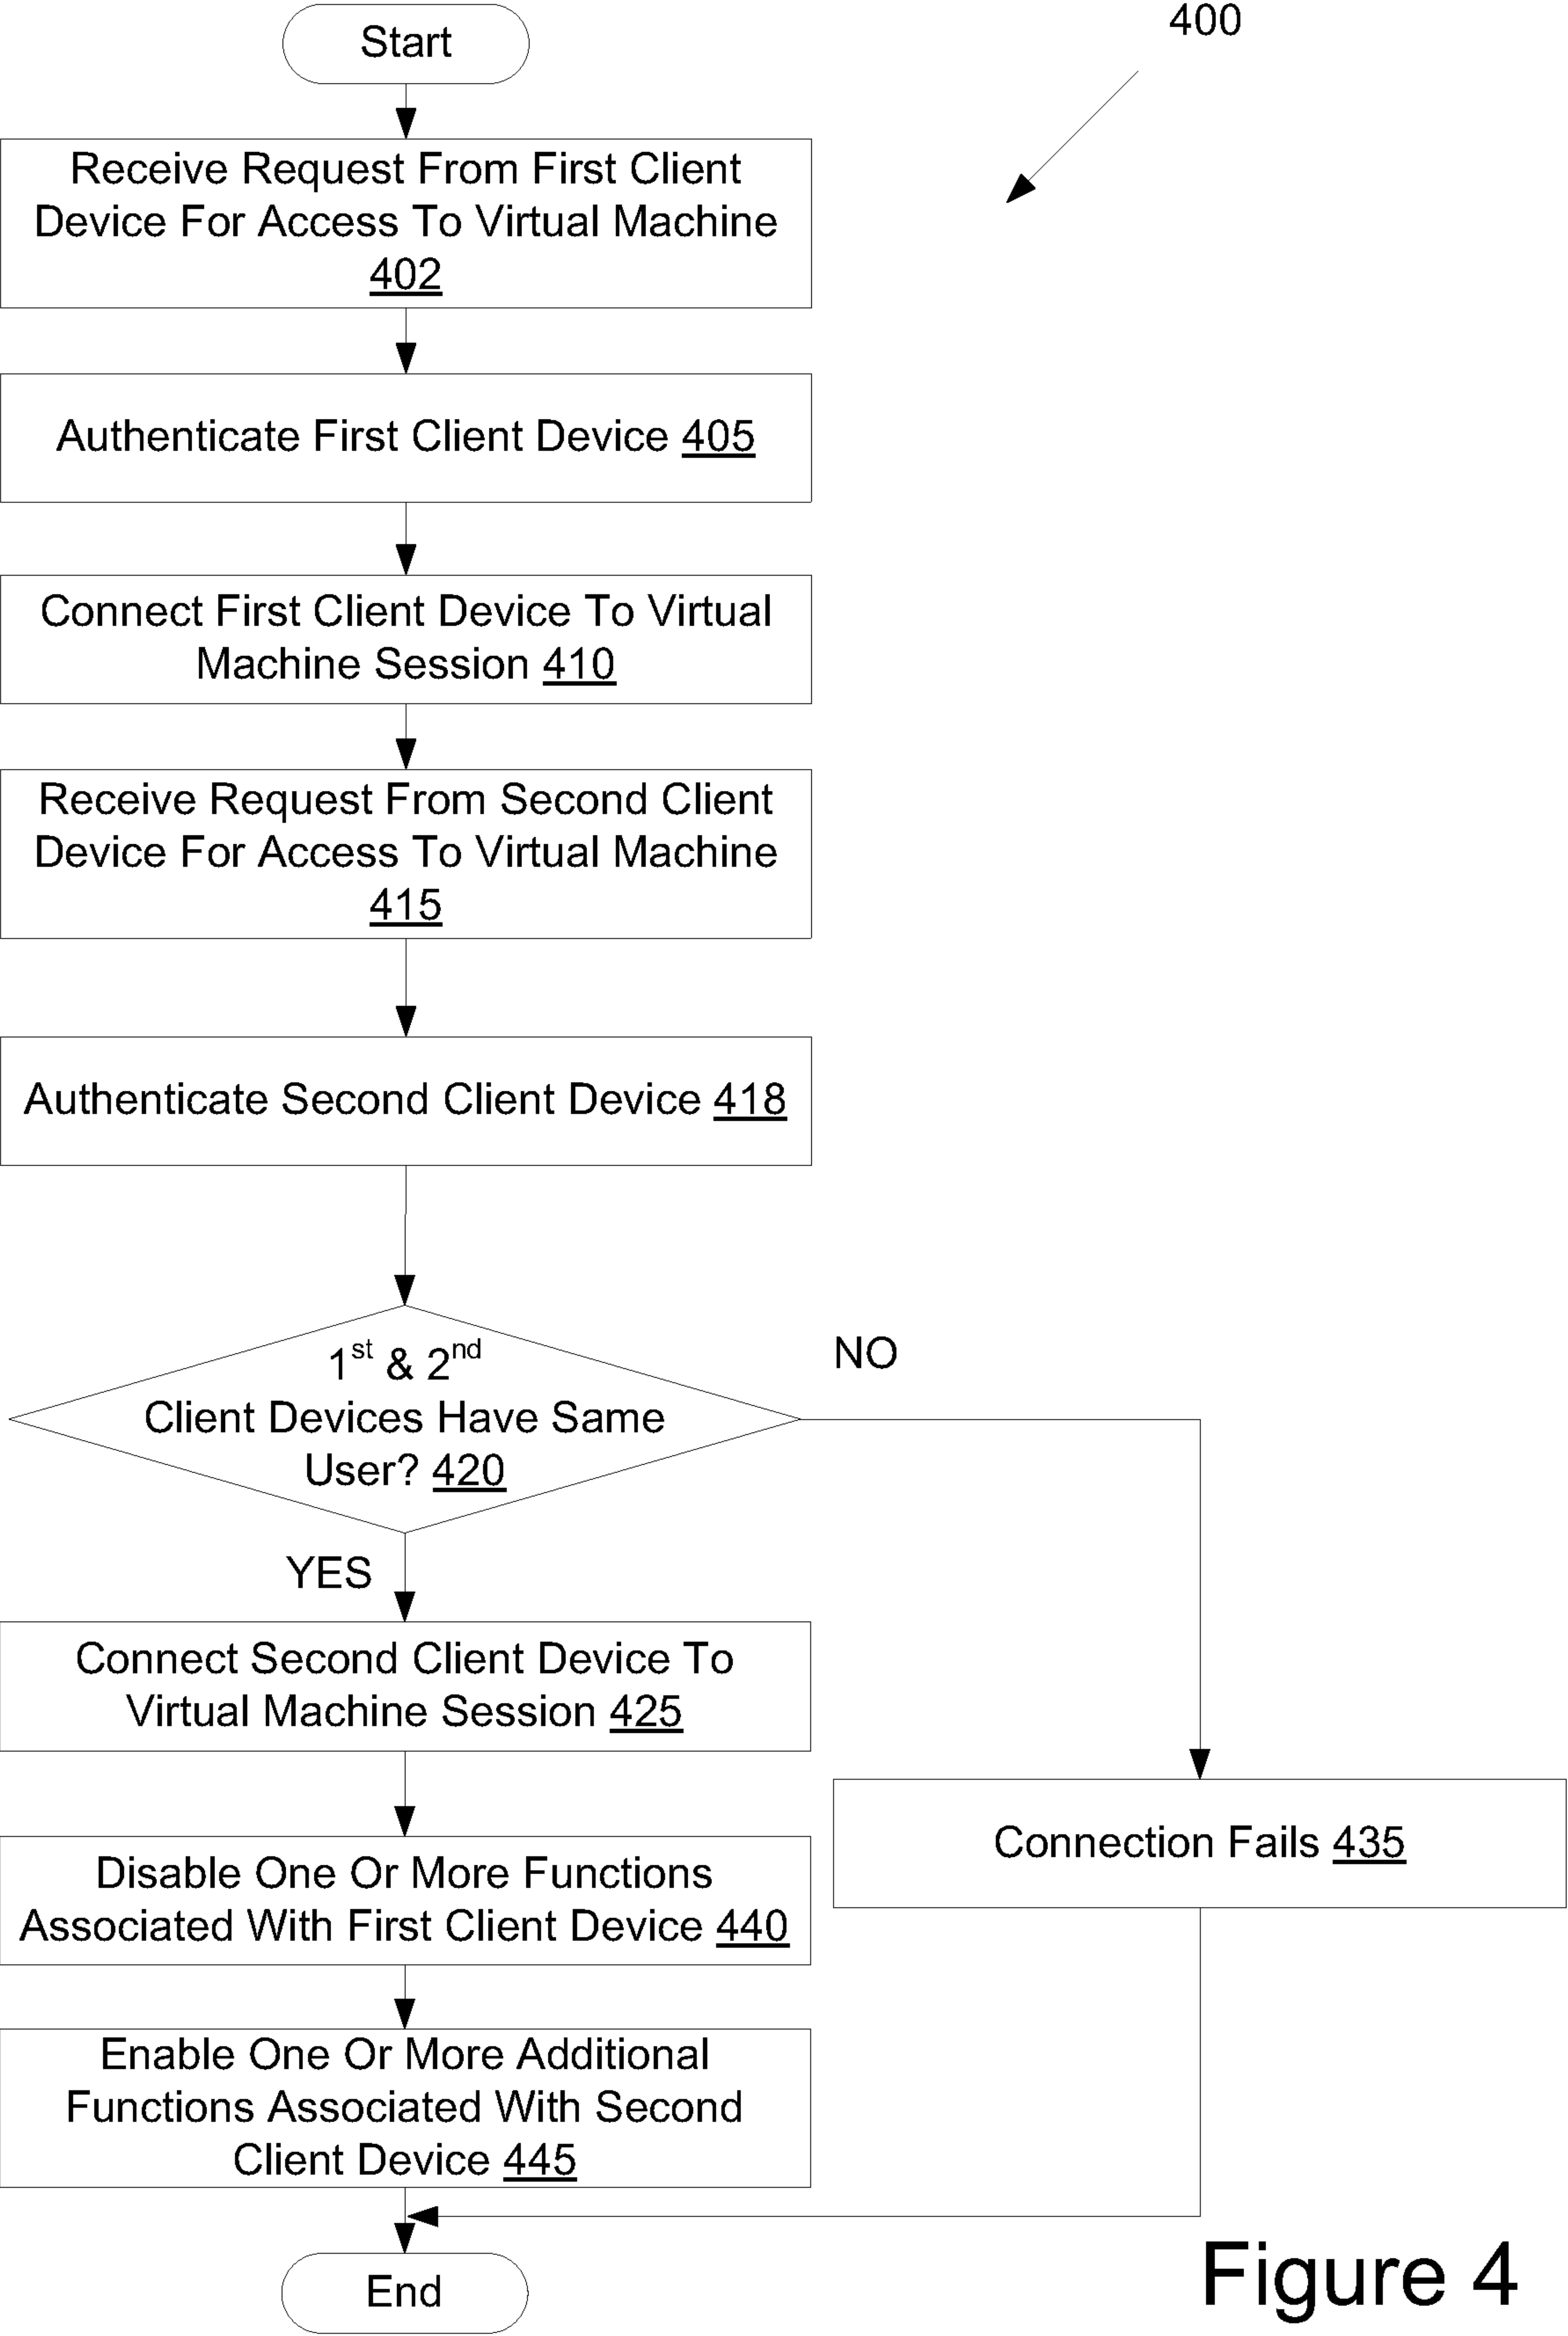 Start
400
Receive Request From First Client
Device For Access To Virtual Machine
402
Authenticate First Client Device 405
Connect First Client Device To Virtual
Machine Session 410
Receive Request From Second Client
Device For Access To Virtual Machine
415
Authenticate Second Client Device 418
1st & 2nd
Client Devices Have Same
User? 420
NO
YES
Connect Second Client Device To
Virtual Machine Session 425
Connection Fails 435
Disable One Or More Functions
Associated With First Client Device 440
Enable One Or More Additional
Functions Associated With Second
Client Device 445
End
Figure 4